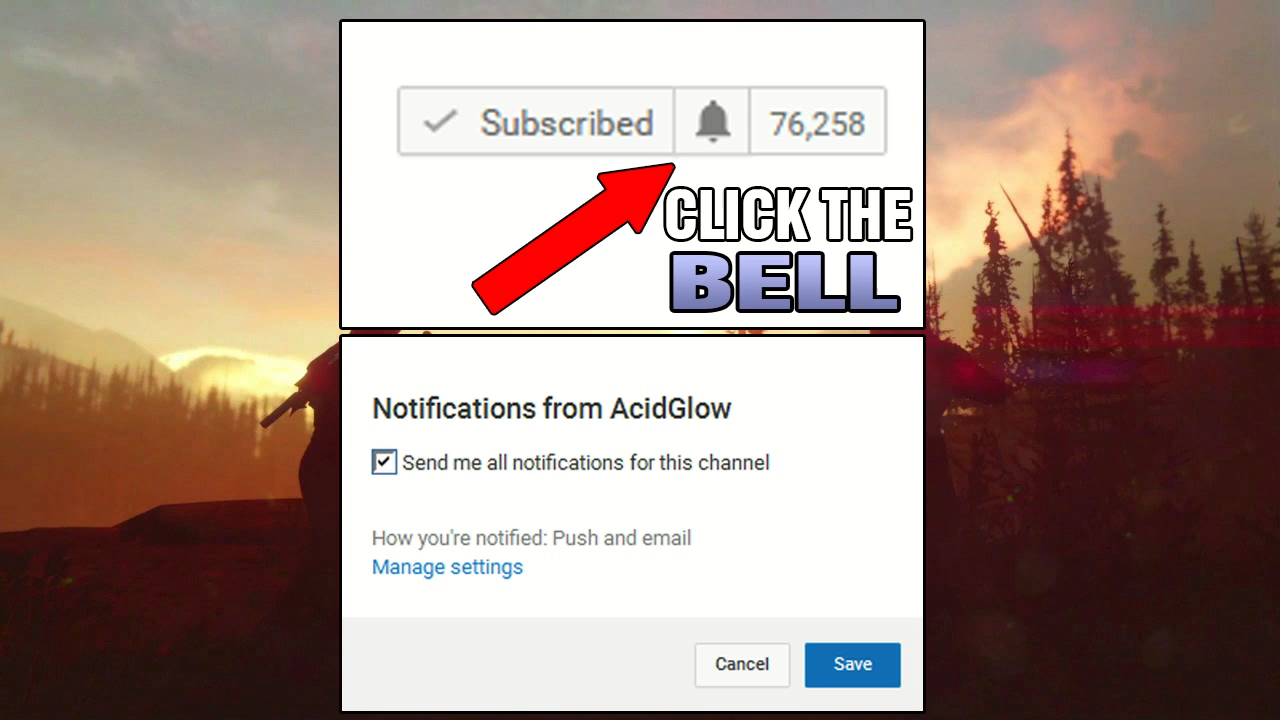 Subscribed 76,258
CLICK THE
BELL
Notifications from AcidGlow
Send me all notifications for this channel
How you're notified: Push and email
Manage settings
Cancel Save